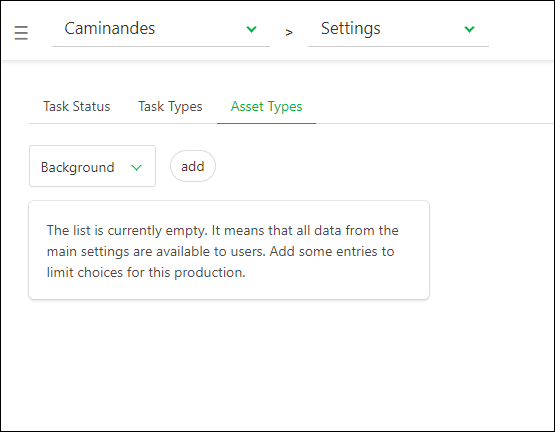 Caminandes > Settings
Task Status Task Types Asset Types
Background add
The list is currently empty. It means that all data from the
main settings are available to users. Add some entries to
limit choices for this production.